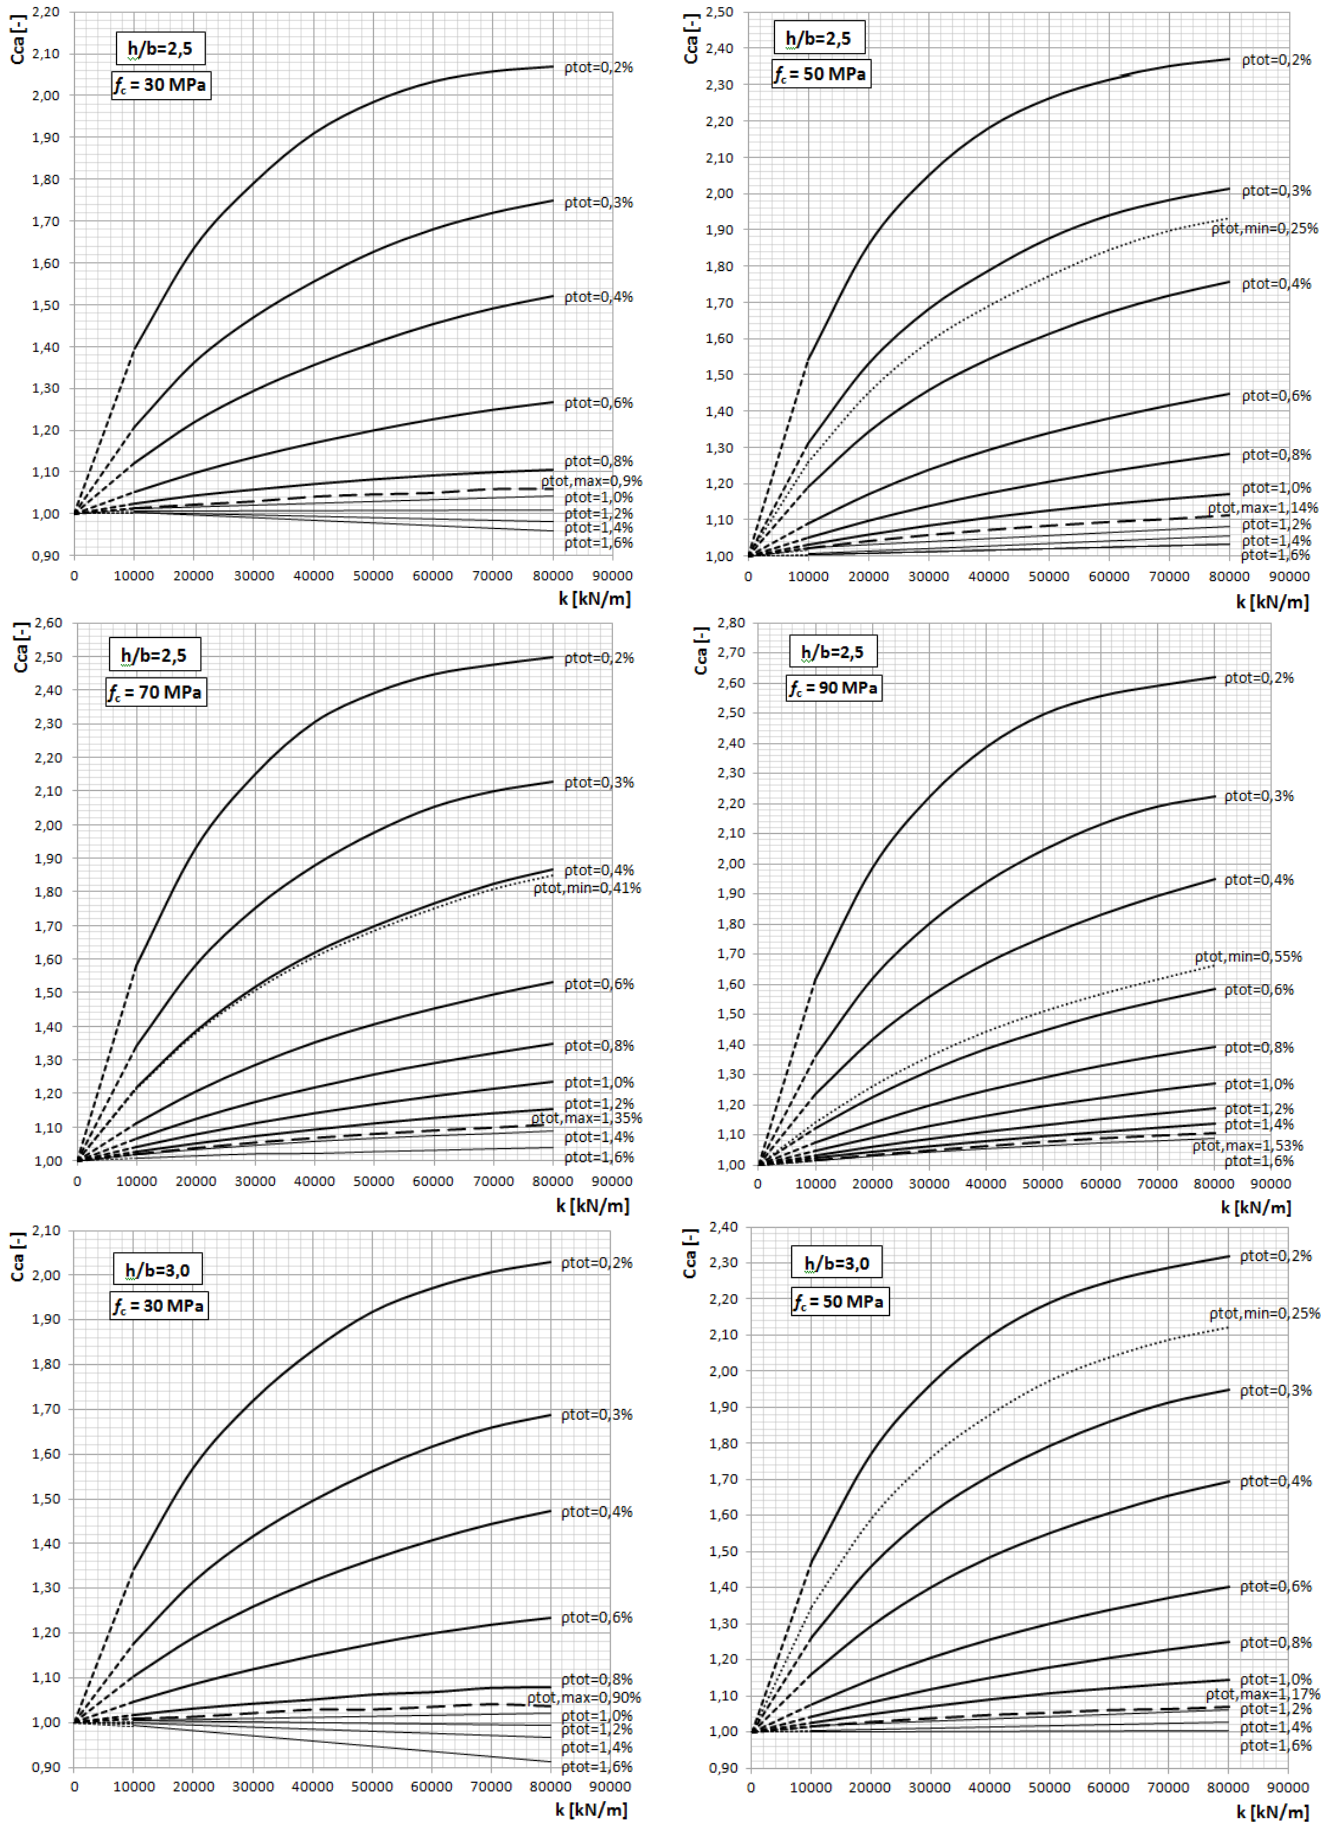 Cca [-]
h/b=2,5
fc = 30 MPa
2,20
2,10
2,00
1,90
1,80
1,70
1,60
1,50
1,40
1,30
1,20
1,10
1,00
0,90
ρtot=0,2%
ρtot=0,3%
ρtot=0,4%
ρtot=0,6%
ρtot=0,8%
ρtot,max=0,9%
ρtot=1,0%
ρtot=1,2%
ρtot=1,4%
ρtot=1,6%
0 10000 20000 30000 40000 50000 60000 70000 80000 90000
k [kN/m]
Cca [-]
h/b=2,5
fc = 50 MPa
2,50
2,40
2,30
2,20
2,10
2,00
1,90
1,80
1,70
1,60
1,50
1,40
1,30
1,20
1,10
1,00
ρtot=0,2%
ρtot=0,3%
ρtot,min=0,25%
ρtot=0,4%
ρtot=0,6%
ρtot=0,8%
ρtot=1,0%
ρtot,max=1,14%
ρtot=1,2%
ρtot=1,4%
ρtot=1,6%
0 10000 20000 30000 40000 50000 60000 70000 80000 90000
k [kN/m]
Cca [-]
h/b=2,5
fc = 70 MPa
2,60
2,50
2,40
2,30
2,20
2,10
2,00
1,90
1,80
1,70
1,60
1,50
1,40
1,30
1,20
1,10
1,00
ρtot=0,2%
ρtot=0,3%
ρtot=0,4%
ρtot,min=0,41%
ρtot=0,6%
ρtot=0,8%
ρtot=1,0%
ρtot=1,2%
ρtot,max=1,35%
ρtot=1,4%
ρtot=1,6%
0 10000 20000 30000 40000 50000 60000 70000 80000 90000
k [kN/m]
Cca [-]
h/b=2,5
fc = 90 MPa
2,80
2,70
2,60
2,50
2,40
2,30
2,20
2,10
2,00
1,90
1,80
1,70
1,60
1,50
1,40
1,30
1,20
1,10
1,00
ρtot=0,2%
ρtot=0,3%
ρtot=0,4%
ρtot,min=0,55%
ρtot=0,6%
ρtot=0,8%
ρtot=1,0%
ρtot=1,2%
ρtot=1,4%
ρtot,max=1,53%
ρtot=1,6%
0 10000 20000 30000 40000 50000 60000 70000 80000 90000
k [kN/m]
Cca [-]
h/b=3,0
fc = 30 MPa
2,10
2,00
1,90
1,80
1,70
1,60
1,50
1,40
1,30
1,20
1,10
1,00
0,90
ρtot=0,2%
ρtot=0,3%
ρtot=0,4%
ρtot=0,6%
ρtot=0,8%
ρtot,max=0,90%
ρtot=1,0%
ρtot=1,2%
ρtot=1,4%
ρtot=1,6%
0 10000 20000 30000 40000 50000 60000 70000 80000 90000
k [kN/m]
Cca [-]
h/b=3,0
fc = 50 MPa
2,40
2,30
2,20
2,10
2,00
1,90
1,80
1,70
1,60
1,50
1,40
1,30
1,20
1,10
1,00
0,90
ρtot=0,2%
ρtot,min=0,25%
ρtot=0,3%
ρtot=0,4%
ρtot=0,6%
ρtot=0,8%
ρtot=1,0%
ρtot,max=1,17%
ρtot=1,2%
ρtot=1,4%
ρtot=1,6%
0 10000 20000 30000 40000 50000 60000 70000 80000 90000
k [kN/m]